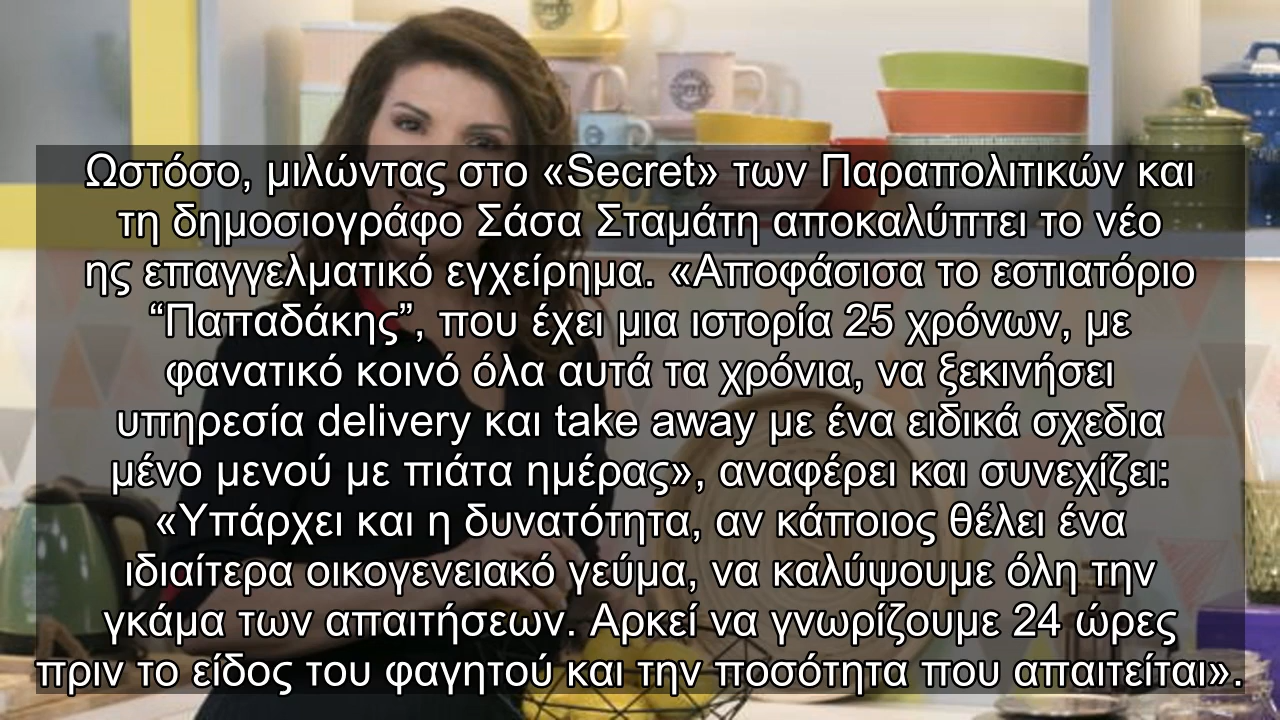 Ωστόσο, μιλώντας στο «Secret» των Παραπολιτικών και
τη δημοσιογράφο Σάσα Σταμάτη αποκαλύπτει το νέο
ης επαγγελματικό εγχείρημα. «Αποφάσισα το εστιατόριο
“Παπαδάκης”, που έχει μια ιστορία 25 χρόνων, με
φανατικό κοινό όλα αυτά τα χρόνια, να ξεκινήσει
υπηρεσία delivery και take away με ένα ειδικά σχεδια
μένο μενού με πιάτα ημέρας», αναφέρει και συνεχίζει:
«Υπάρχει και η δυνατότητα, αν κάποιος θέλει ένα
ιδιαίτερα οικογενειακό γεύμα, να καλύψουμε όλη την
γκάμα των απαιτήσεων. Αρκεί να γνωρίζουμε 24 ώρες
πριν το είδος του φαγητού και την ποσότητα που απαιτείται».